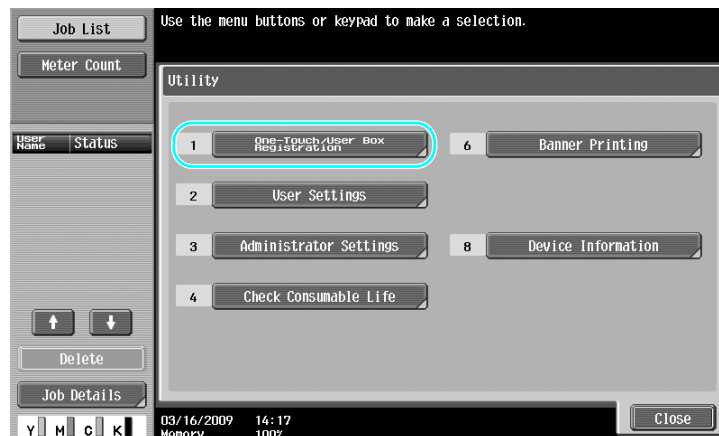 Job List
Use the menu buttons or keypad to make a selection.
Meter Count
Utility
User Name Status
1 One-Touch/User Box Registration
6 Banner Printing
2 User Settings
3 Administrator Settings
8 Device Information
4 Check Consumable Life
Delete
Job Details
Close
03/16/2009 14:17
Y M C K
Memory 100%